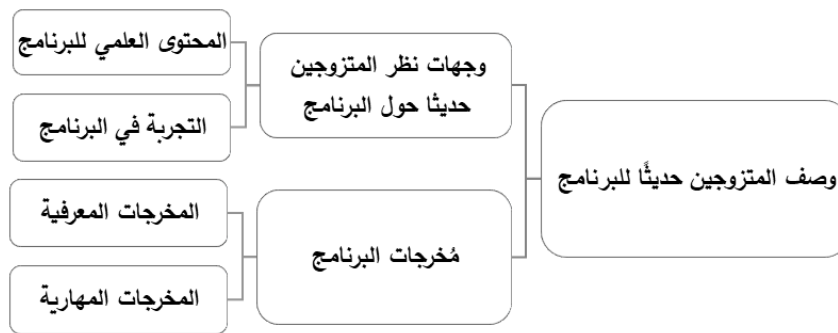 وصف المتزوجين حديثًا للبرنامج
وجهات نظر المتزوجين
حديثا حول البرنامج
المحتوى العلمي للبرنامج
التجربة في البرنامج
مُخرجات البرنامج
المخرجات المعرفية
المخرجات المهارية